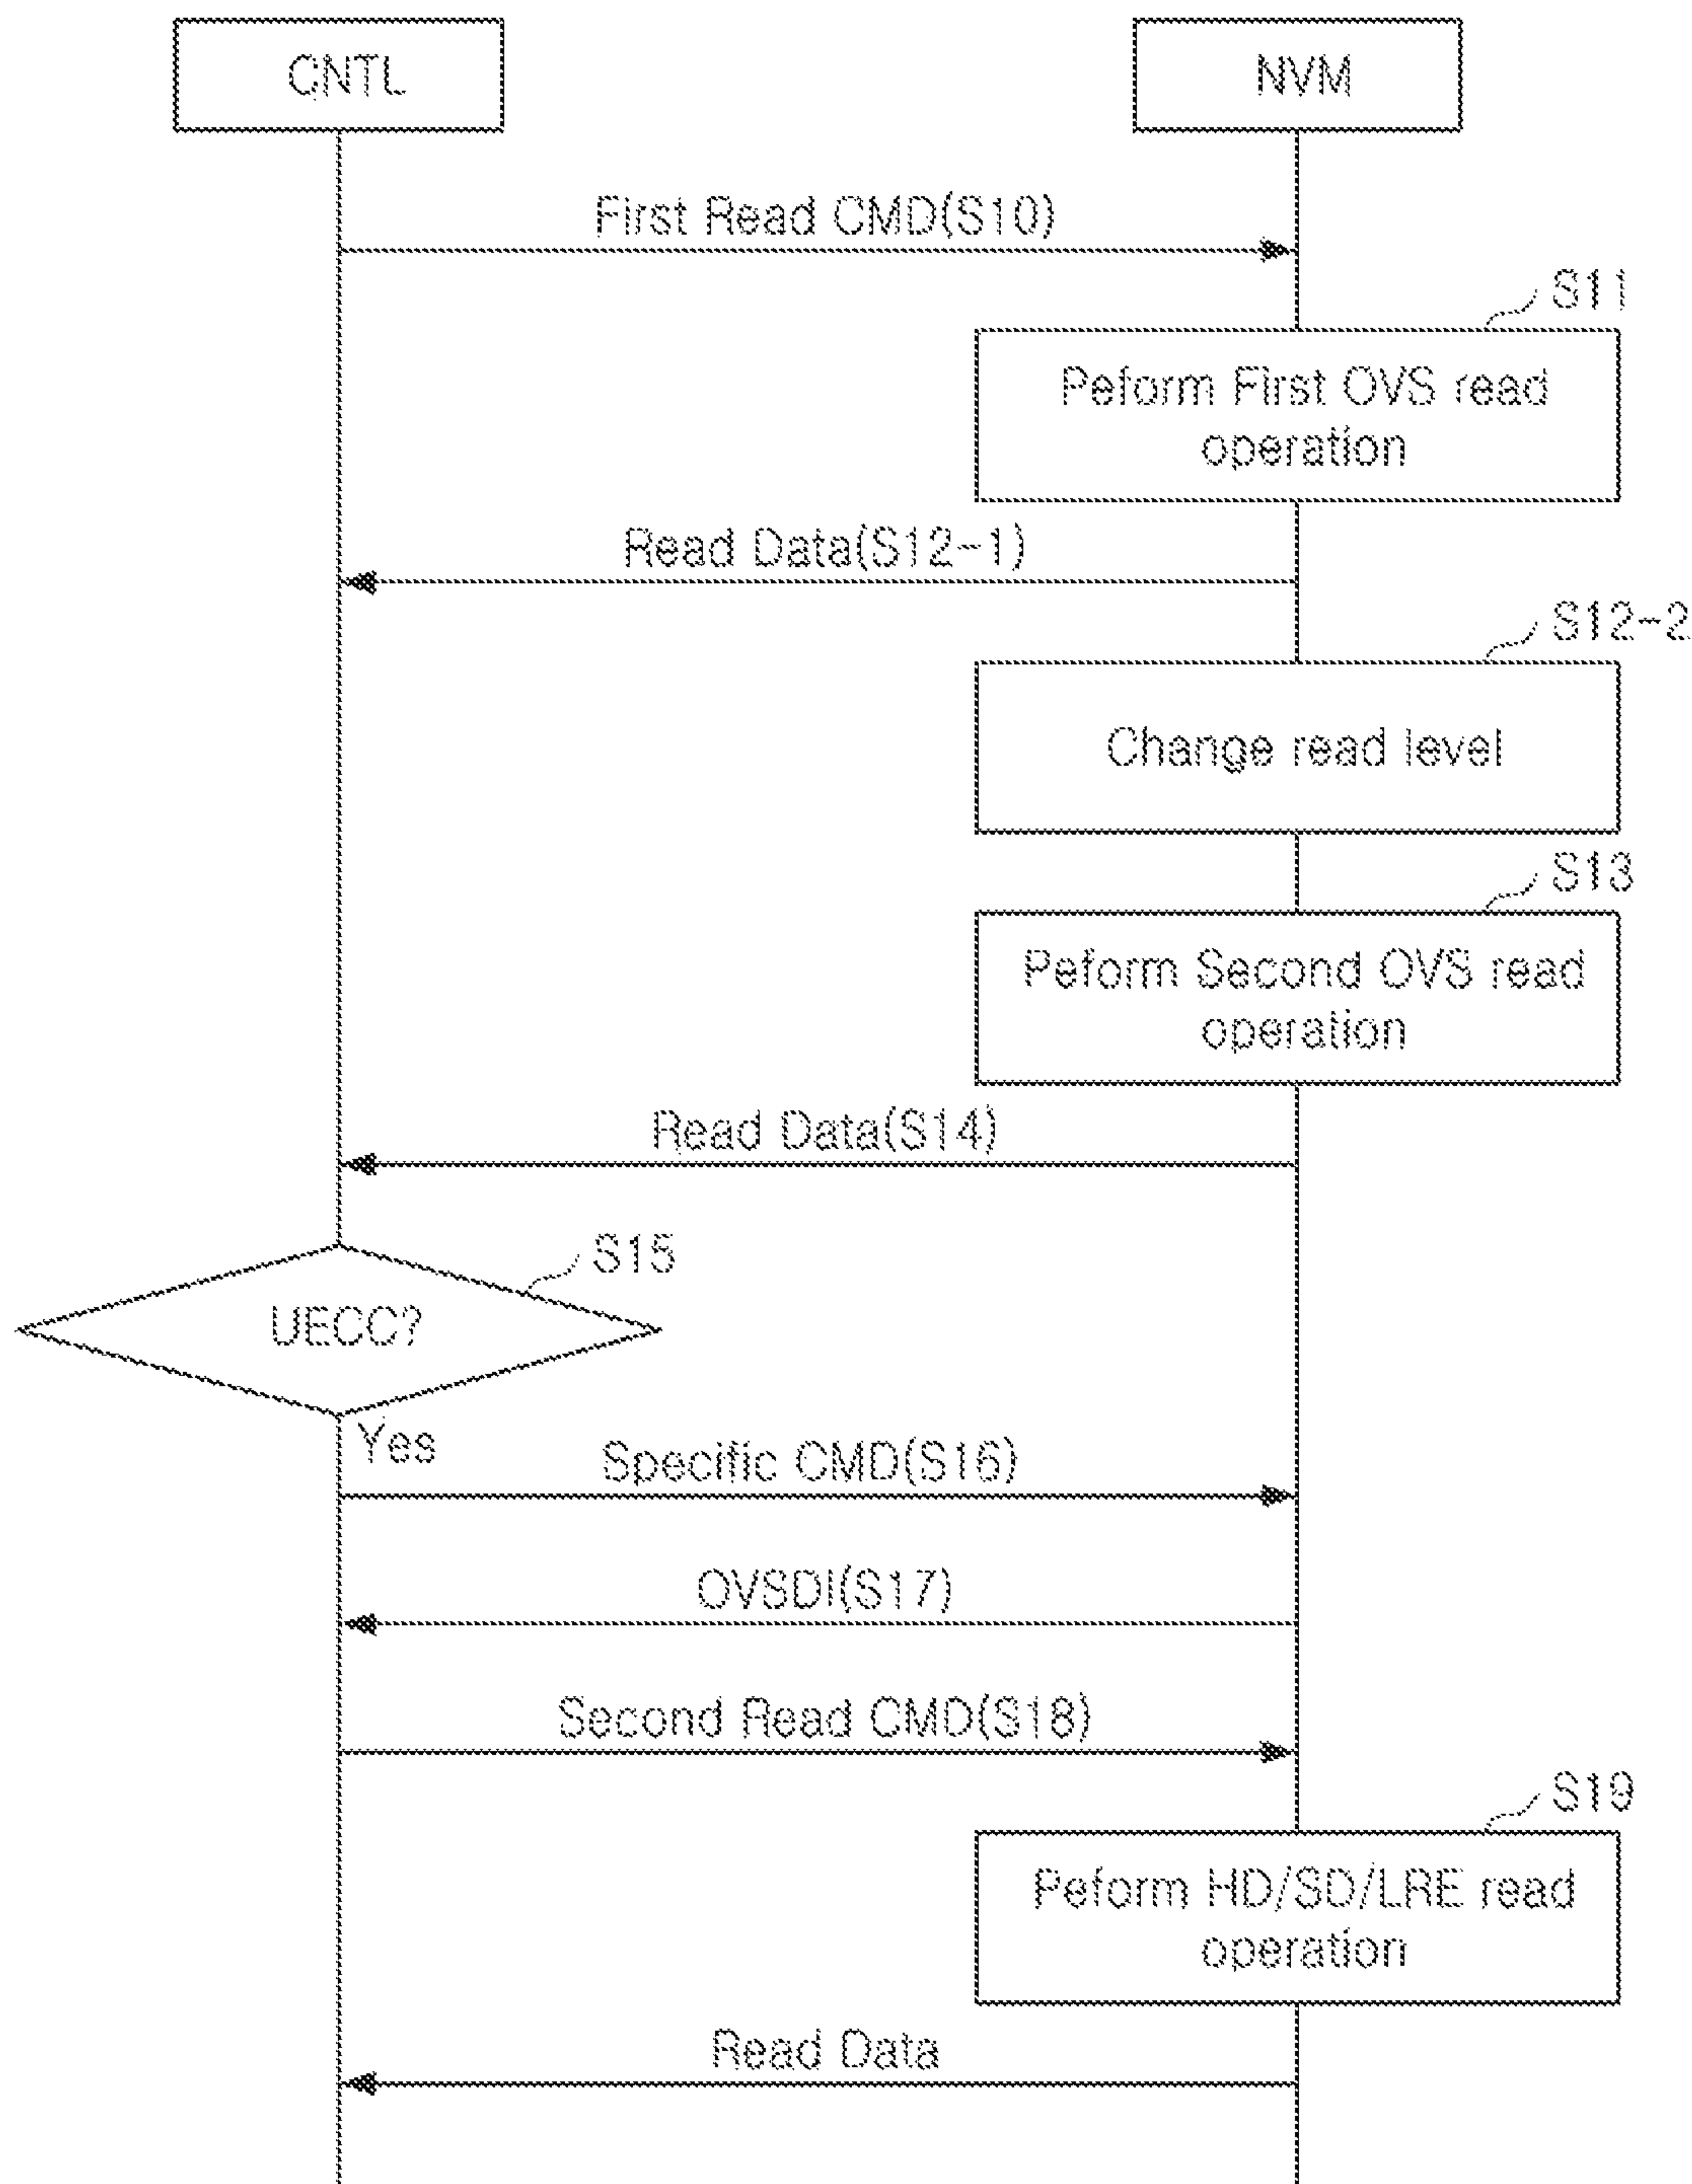 CNTL
NVM
First Read CMD(S10)
S11
Peform First OVS read
operation
Read Data(S12-1)
S12-2
Change read level
S13
Peform Second OVS read
operation
Read Data(S14)
S15
UECC?
Yes
Specific CMD(S16)
OVSDI(S17)
Second Read CMD(S18)
S19
Peform HD/SD/LRE read
operation
Read Data